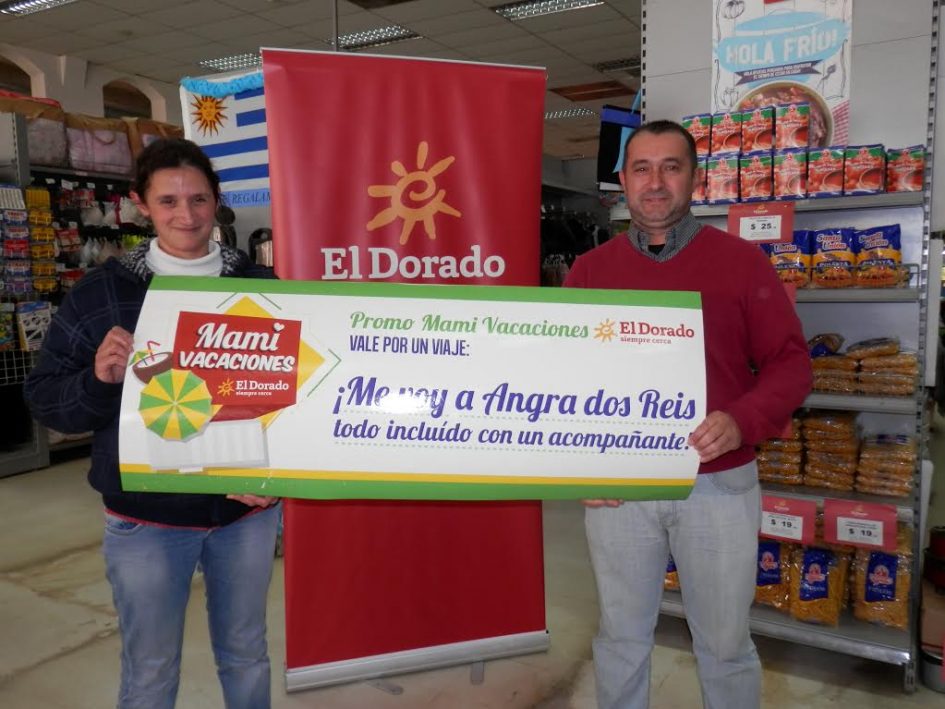 HOLA FRÍO!
REGALA
El Dorado
$ 25
Mami
VACACIONES
El Dorado
siempre cerca
Promo Mami Vacaciones
El Dorado
siempre cerca
VALE POR UN VIAJE:
¡Me voy a Angra dos Reis
todo incluído con un acompañante.
$ 19
$ 19